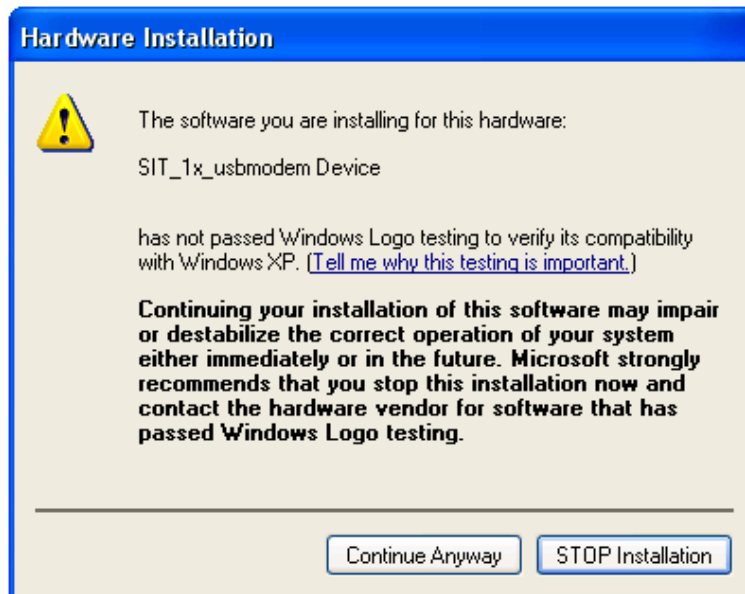 Hardware Installation
The software you are installing for this hardware:
SIT_1x_usbmodem Device
has not passed Windows Logo testing to verify its compatibility
with Windows XP. (Tell me why this testing is important.)
Continuing your installation of this software may impair
or destabilize the correct operation of your system
either immediately or in the future. Microsoft strongly
recommends that you stop this installation now and
contact the hardware vendor for software that has
passed Windows Logo testing.
Continue Anyway STOP Installation